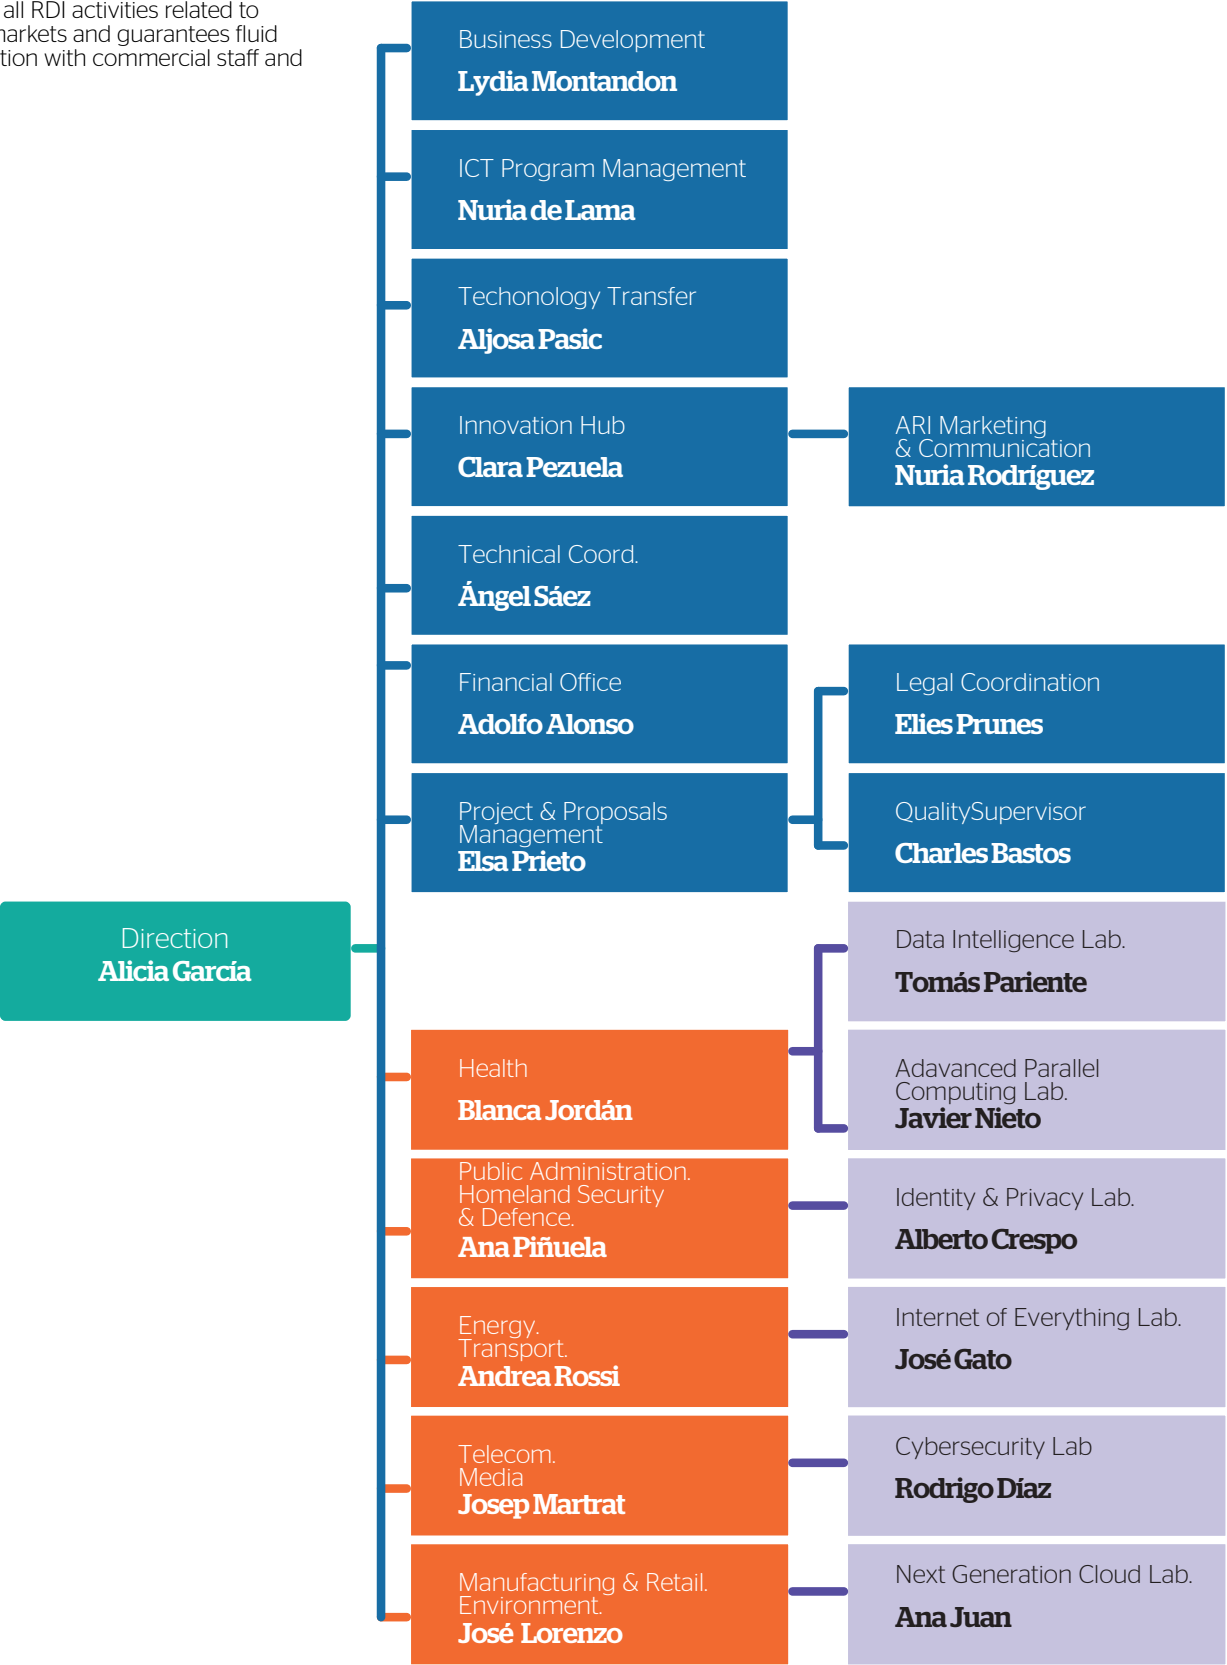 all RDI activities related to
markets and guarantees fluid
tion with commercial staff and
Business Development
Lydia Montandon
ICT Program Management
Nuria de Lama
Techonology Transfer
Aljosa Pasic
Innovation Hub
Clara Pezuela
ARI Marketing
& Communication
Nuria Rodríguez
Technical Coord.
Ángel Sáez
Financial Office
Adolfo Alonso
Legal Coordination
Elies Prunes
Project & Proposals
Management
Elsa Prieto
QualitySupervisor
Charles Bastos
Direction
Alicia García
Data Intelligence Lab.
Tomás Pariente
Health
Blanca Jordán
Adavanced Parallel
Computing Lab.
Javier Nieto
Public Administration.
Homeland Security
& Defence.
Ana Piñuela
Identity & Privacy Lab.
Alberto Crespo
Energy.
Transport.
Andrea Rossi
Internet of Everything Lab.
José Gato
Telecom.
Media
Josep Martrat
Cybersecurity Lab
Rodrigo Díaz
Manufacturing & Retail.
Environment.
José Lorenzo
Next Generation Cloud Lab.
Ana Juan